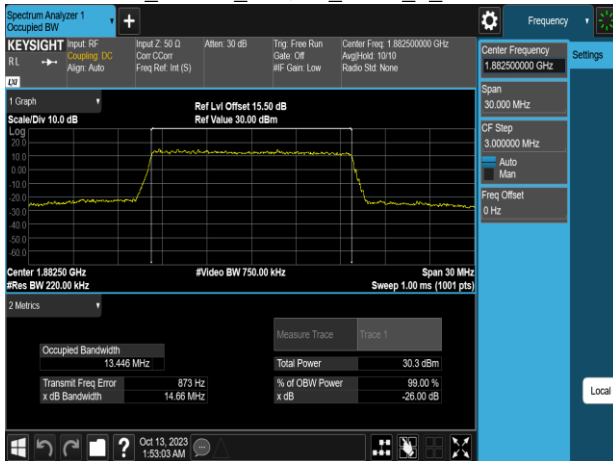 Spectrum Analyzer 1
Occupied BW
+
Frequency
KEYSIGHT
RL
LXI
Input: RF
Coupling: DC
Align: Auto
Input Z: 50 Ω
Corr CCorr
Freq Ref: Int (S)
Atten: 30 dB
Trig: Free Run
Gate: Off
#IF Gain: Low
Center Freq: 1.882500000 GHz
Avg|Hold: 10/10
Radio Std: None
Center Frequency
1.882500000 GHz
Settings
Span
30.000 MHz
CF Step
3.000000 MHz
Auto
Man
Freq Offset
0 Hz
Local
1 Graph
Scale/Div 10.0 dB
Ref Lvl Offset 15.50 dB
Ref Value 30.00 dBm
Log
20.0
10.0
0.00
-10.0
-20.0
-30.0
-40.0
-50.0
-60.0
Center 1.88250 GHz
#Video BW 750.00 kHz
Span 30 MHz
#Res BW 220.00 kHz
Sweep 1.00 ms (1001 pts)
2 Metrics
Measure Trace
Trace 1
Occupied Bandwidth
13.446 MHz
Total Power
30.3 dBm
Transmit Freq Error
873 Hz
% of OBW Power
99.00 %
x dB Bandwidth
14.66 MHz
x dB
-26.00 dB
?
Oct 13, 2023
1:53:03 AM